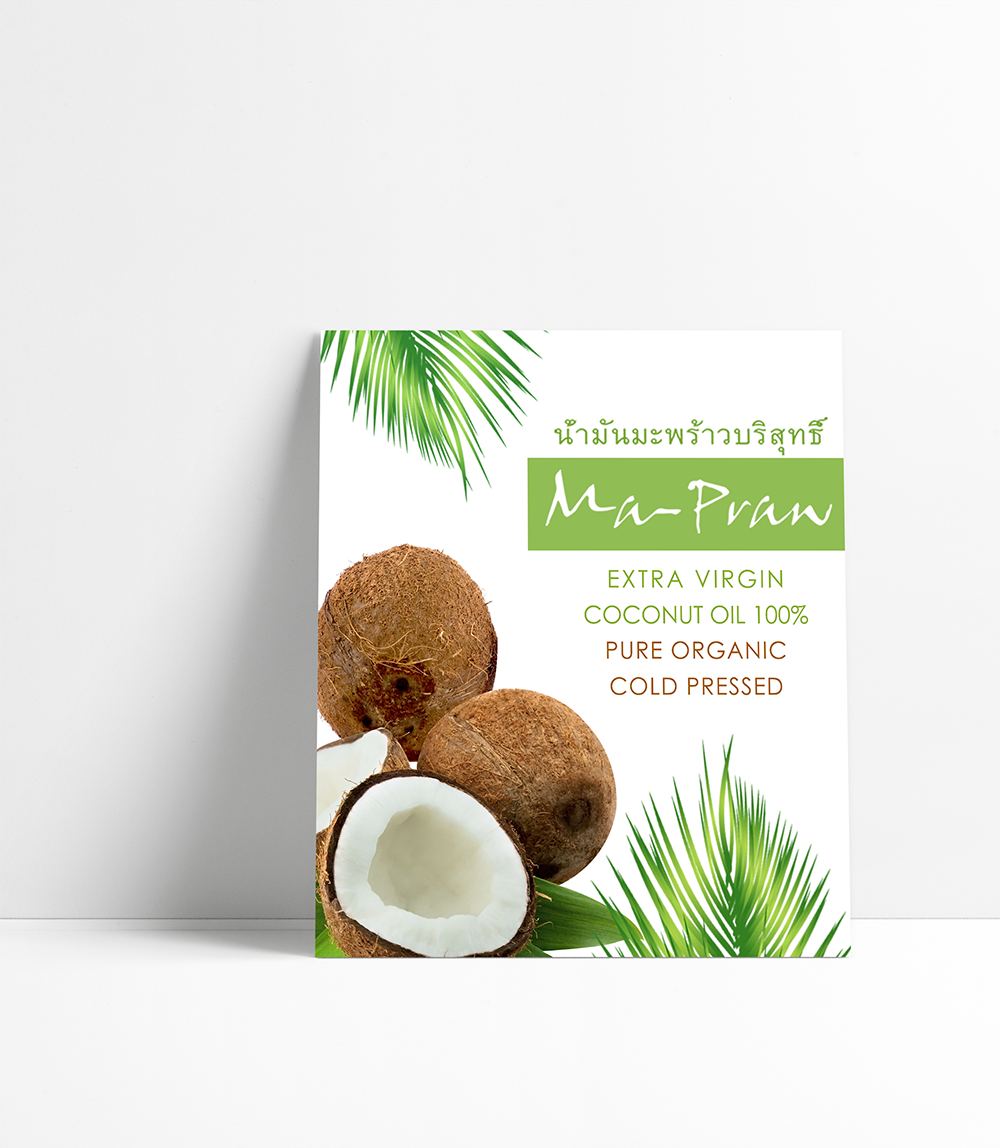 น้ำมันมะพร้าวบริสุทธิ์
Ma-Praw
EXTRA VIRGIN
COCONUT OIL 100%
PURE ORGANIC
COLD PRESSED